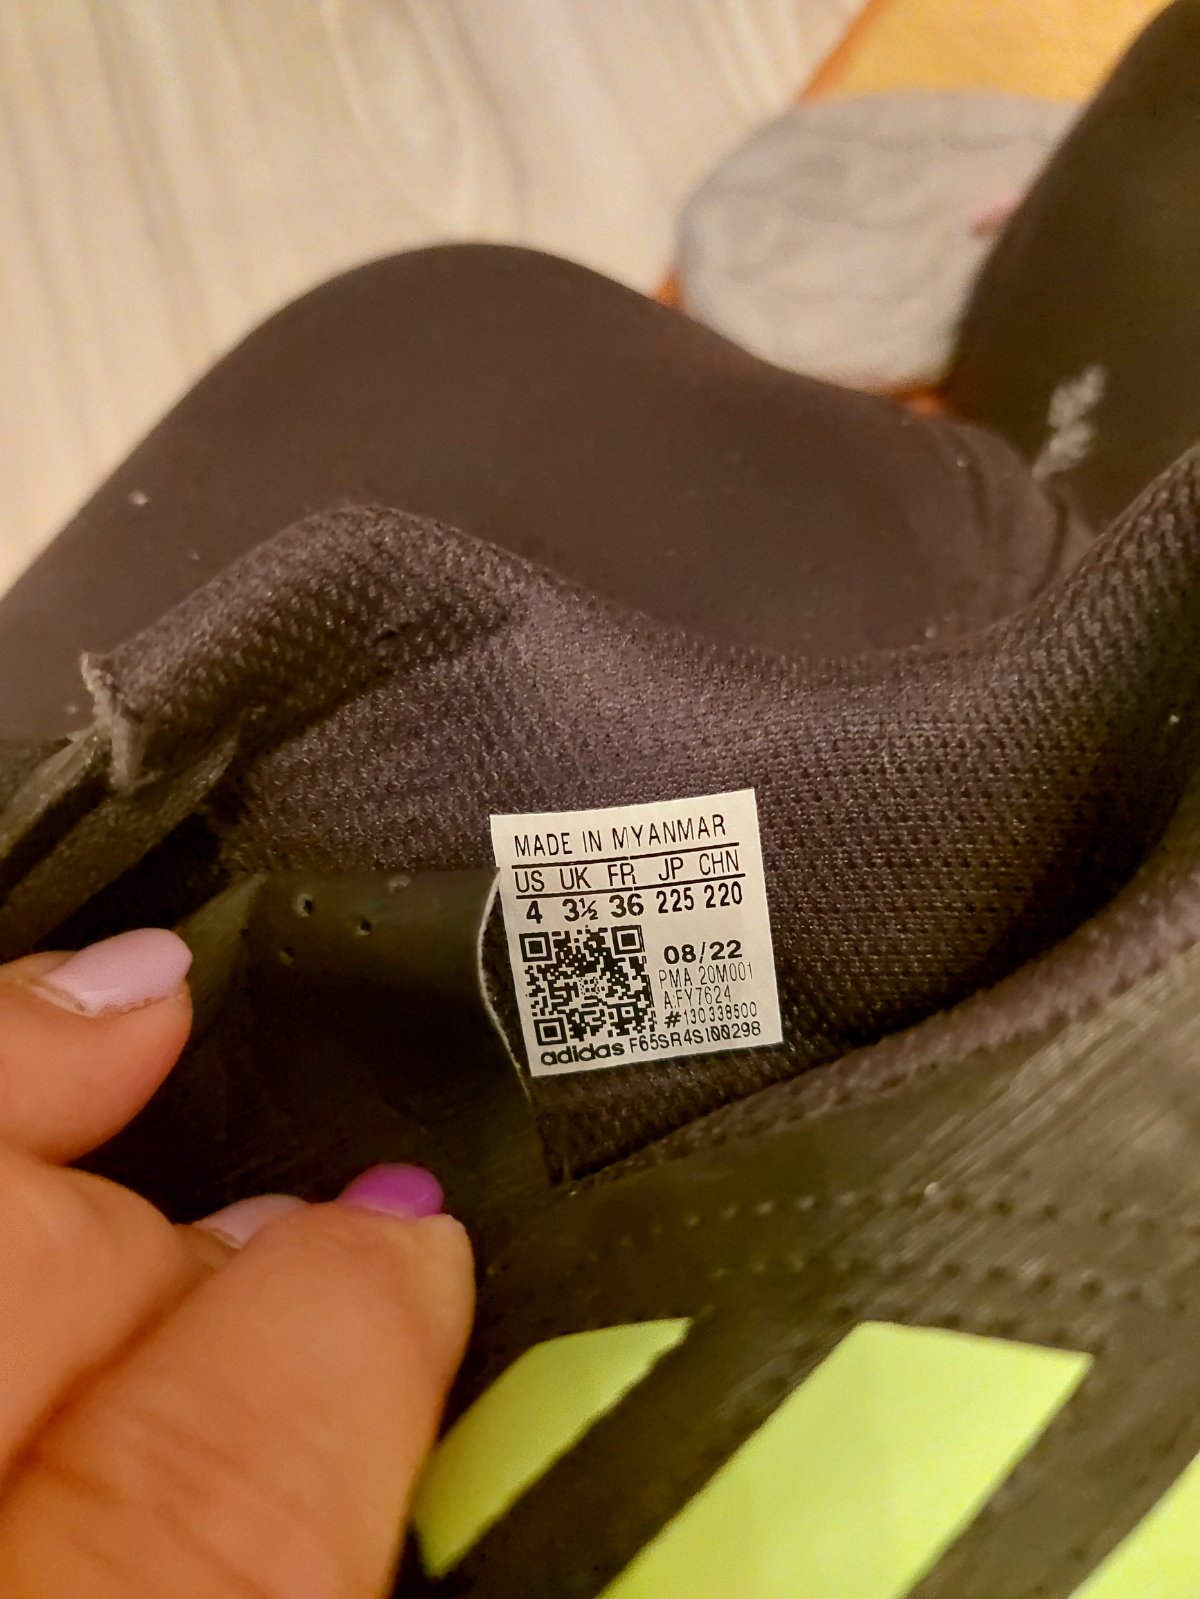 MADE IN MYANMAR
US UK FR JP CHN
4 3½ 36 225 220
08/22
PMA 20M001
A FY7624
#130338500
adidas F65SR4S100298